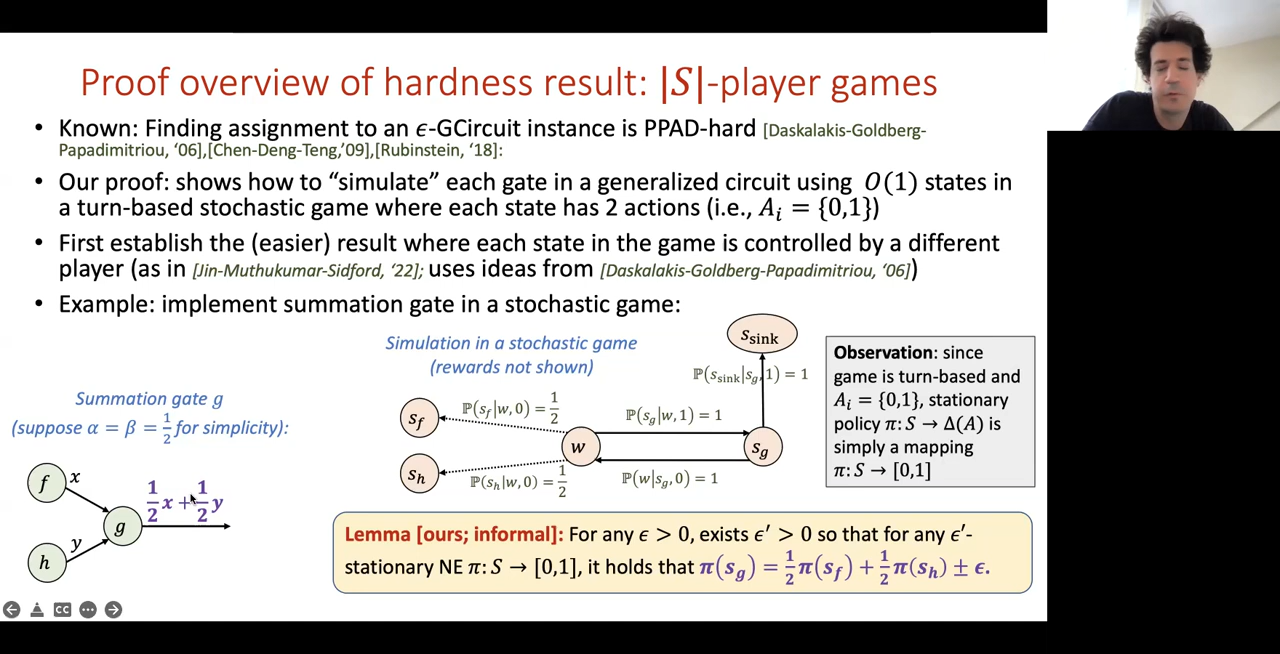 Proof overview of hardness result: |S|-player games
• Known: Finding assignment to an ϵ-GCircuit instance is PPAD-hard [Daskalakis-Goldberg-
Papadimitriou, ‘06],[Chen-Deng-Teng,’09],[Rubinstein, ‘18]:
• Our proof: shows how to “simulate” each gate in a generalized circuit using O(1) states in
a turn-based stochastic game where each state has 2 actions (i.e., A_i = {0,1})
• First establish the (easier) result where each state in the game is controlled by a different
player (as in [Jin-Muthukumar-Sidford, ‘22]; uses ideas from [Daskalakis-Goldberg-Papadimitriou, ‘06])
• Example: implement summation gate in a stochastic game:
Summation gate g
(suppose α = β = 1/2 for simplicity):
f
x
h
y
g
1/2 x + 1/2 y
Simulation in a stochastic game
(rewards not shown)
s_f
s_h
ℙ(s_f|w, 0) = 1/2
ℙ(s_h|w, 0) = 1/2
w
ℙ(s_g|w, 1) = 1
ℙ(w|s_g, 0) = 1
s_g
ℙ(s_sink|s_g, 1) = 1
s_sink
Observation: since
game is turn-based and
A_i = {0,1}, stationary
policy π: S → Δ(A) is
simply a mapping
π: S → [0,1]
Lemma [ours; informal]: For any ϵ > 0, exists ϵ′ > 0 so that for any ϵ′-
stationary NE π: S → [0,1], it holds that π(s_g) = 1/2 π(s_f) + 1/2 π(s_h) ± ϵ.
CC